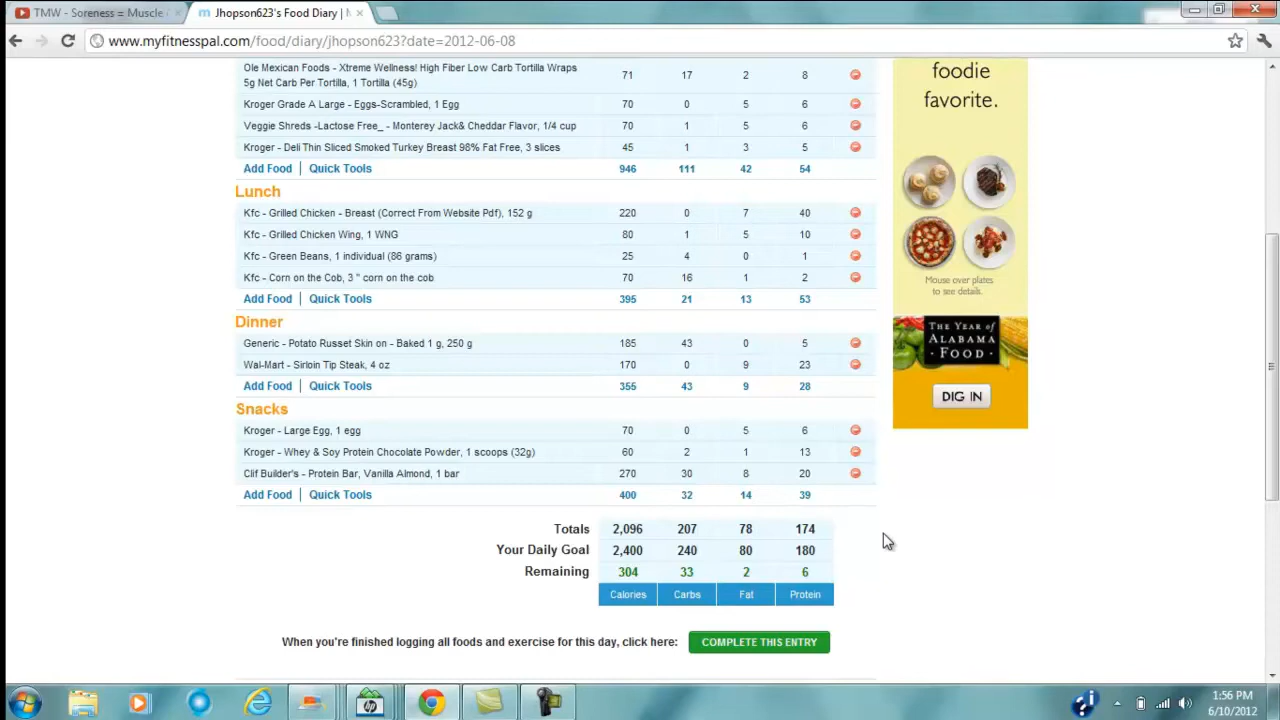 TMW - Soreness = Muscle
Jhopson623's Food Diary |
www.myfitnesspal.com/food/diary/jhopson623?date=2012-06-08
Ole Mexican Foods - Xtreme Wellness! High Fiber Low Carb Tortilla Wraps
5g Net Carb Per Tortilla, 1 Tortilla (45g) 71 17 2 8
Kroger Grade A Large - Eggs-Scrambled, 1 Egg 70 0 5 6
Veggie Shreds -Lactose Free_ - Monterey Jack& Cheddar Flavor, 1/4 cup 70 1 5 6
Kroger - Deli Thin Sliced Smoked Turkey Breast 98% Fat Free, 3 slices 45 1 3 5
Add Food | Quick Tools 946 111 42 54
Lunch
Kfc - Grilled Chicken - Breast (Correct From Website Pdf), 152 g 220 0 7 40
Kfc - Grilled Chicken Wing, 1 WNG 80 1 5 10
Kfc - Green Beans, 1 individual (86 grams) 25 4 0 1
Kfc - Corn on the Cob, 3 " corn on the cob 70 16 1 2
Add Food | Quick Tools 395 21 13 53
Dinner
Generic - Potato Russet Skin on - Baked 1 g, 250 g 185 43 0 5
Wal-Mart - Sirloin Tip Steak, 4 oz 170 0 9 23
Add Food | Quick Tools 355 43 9 28
Snacks
Kroger - Large Egg, 1 egg 70 0 5 6
Kroger - Whey & Soy Protein Chocolate Powder, 1 scoops (32g) 60 2 1 13
Clif Builder's - Protein Bar, Vanilla Almond, 1 bar 270 30 8 20
Add Food | Quick Tools 400 32 14 39
Totals 2,096 207 78 174
Your Daily Goal 2,400 240 80 180
Remaining 304 33 2 6
Calories Carbs Fat Protein
When you're finished logging all foods and exercise for this day, click here: COMPLETE THIS ENTRY
foodie
favorite.
Mouse over plates
to see details.
THE YEAR of
ALABAMA
FOOD
DIG IN
hp
1:56 PM
6/10/2012